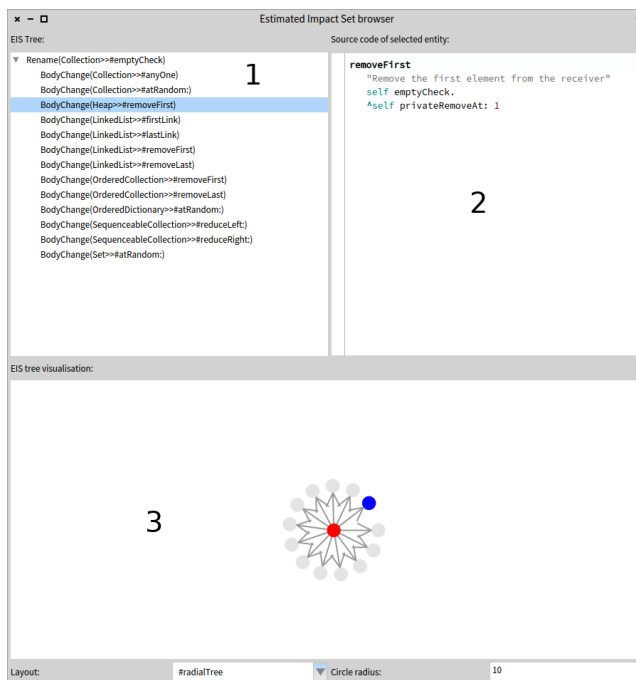 Estimated Impact Set browser
EIS Tree:
Source code of selected entity:
Rename(Collection>>#emptyCheck)
BodyChange(Collection>>#anyOne)
BodyChange(Collection>>#atRandom:)
BodyChange(Heap>>#removeFirst)
BodyChange(LinkedList>>#firstLink)
BodyChange(LinkedList>>#lastLink)
BodyChange(LinkedList>>#removeFirst)
BodyChange(LinkedList>>#removeLast)
BodyChange(OrderedCollection>>#removeFirst)
BodyChange(OrderedCollection>>#removeLast)
BodyChange(OrderedDictionary>>#atRandom:)
BodyChange(SequenceableCollection>>#reduceLeft:)
BodyChange(SequenceableCollection>>#reduceRight:)
BodyChange(Set>>#atRandom:)
1
removeFirst
"Remove the first element from the receiver"
self emptyCheck.
^self privateRemoveAt: 1
2
EIS tree visualisation:
3
Layout:
#radialTree
Circle radius:
10